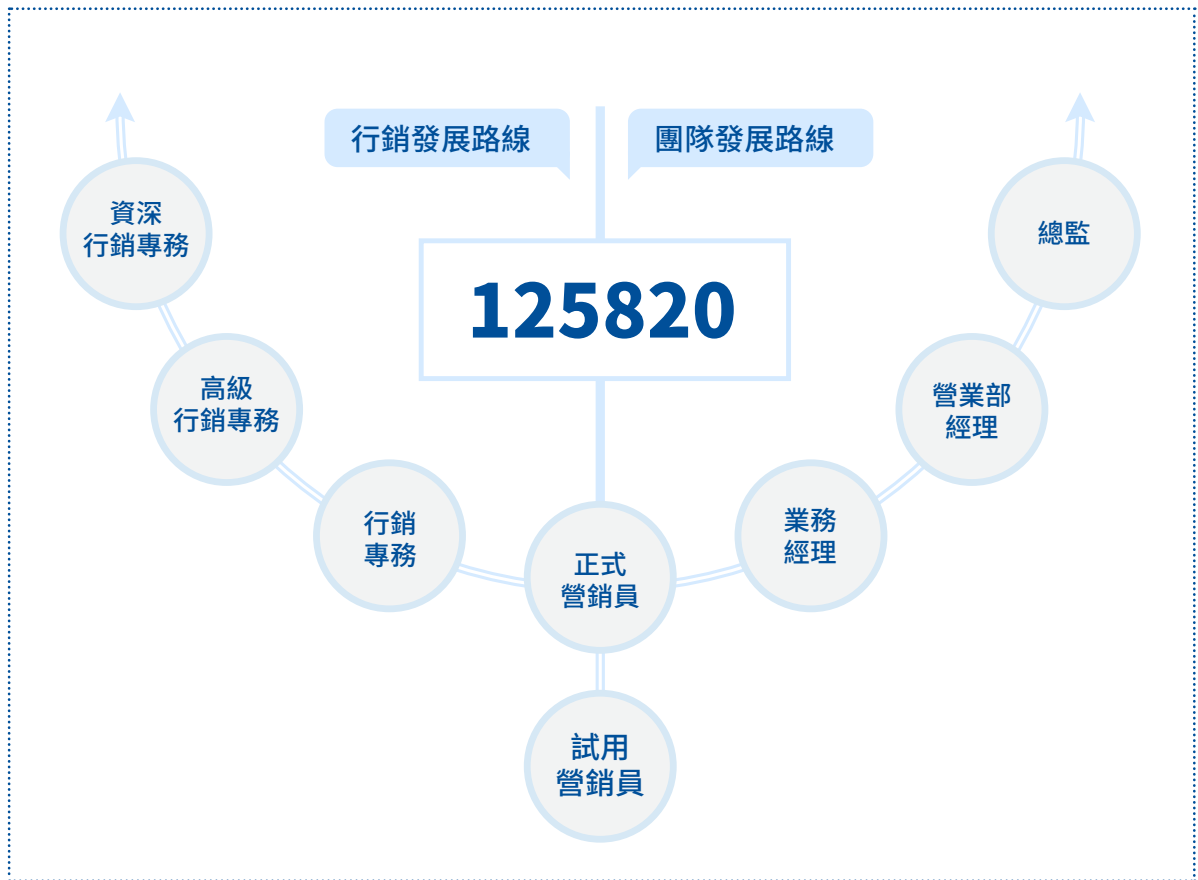 行銷發展路線
團隊發展路線
125820
資深
行銷專務
高級
行銷專務
行銷
專務
正式
營銷員
試用
營銷員
業務
經理
營業部
經理
總監